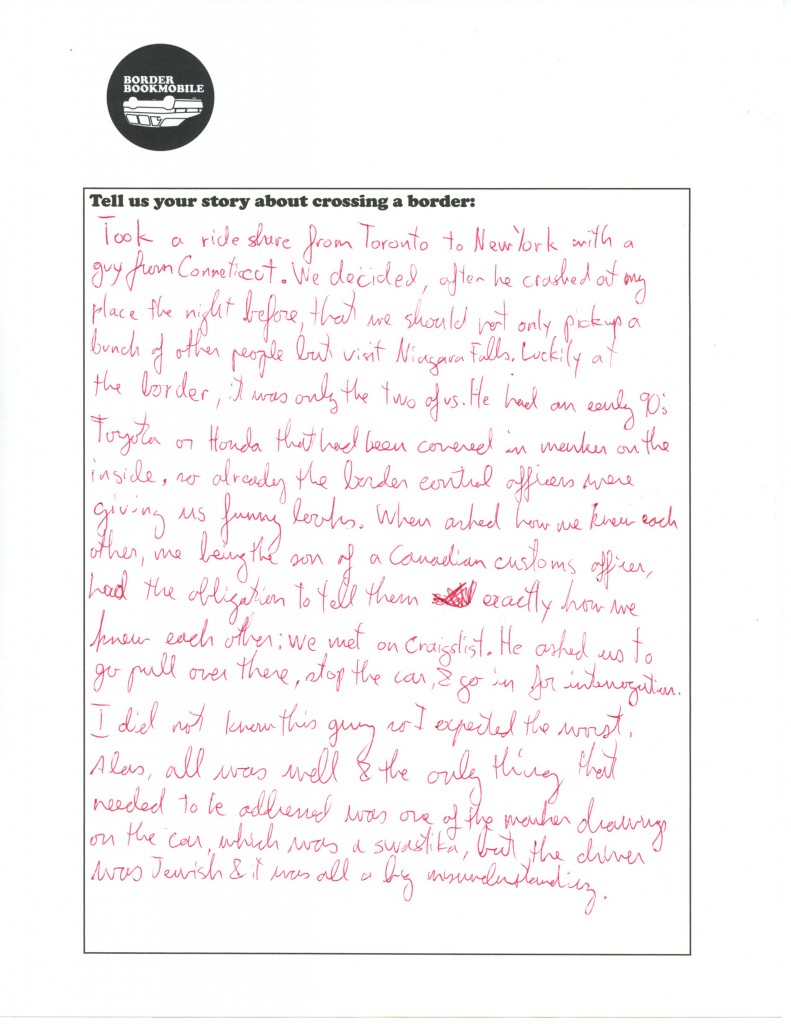 BORDER
BOOKMOBILE
Tell us your story about crossing a border:
Took a ride share from Toronto to New York with a
guy from Conneticut. We decided, after he crashed at my
place the night before, that we should not only pick up a
bunch of other people but visit Niagara Falls. Luckily at
the border, it was only the two of us. He had an early 90's
Toyota or Honda that had been covered in marker on the
inside, so already the border control officers were
giving us funny looks. When asked how we knew each
other, me being the son of a Canadian customs officer,
had the obligation to tell them exactly how we
knew each other: we met on Craigslist. He asked us to
go pull over there, stop the car, & go in for interrogation.
I did not know this guy so I expected the worst.
Alas, all was well & the only thing that
needed to be addressed was one of the marker drawings
on the car, which was a swastika, but the driver
was Jewish & it was all a big misunderstanding.